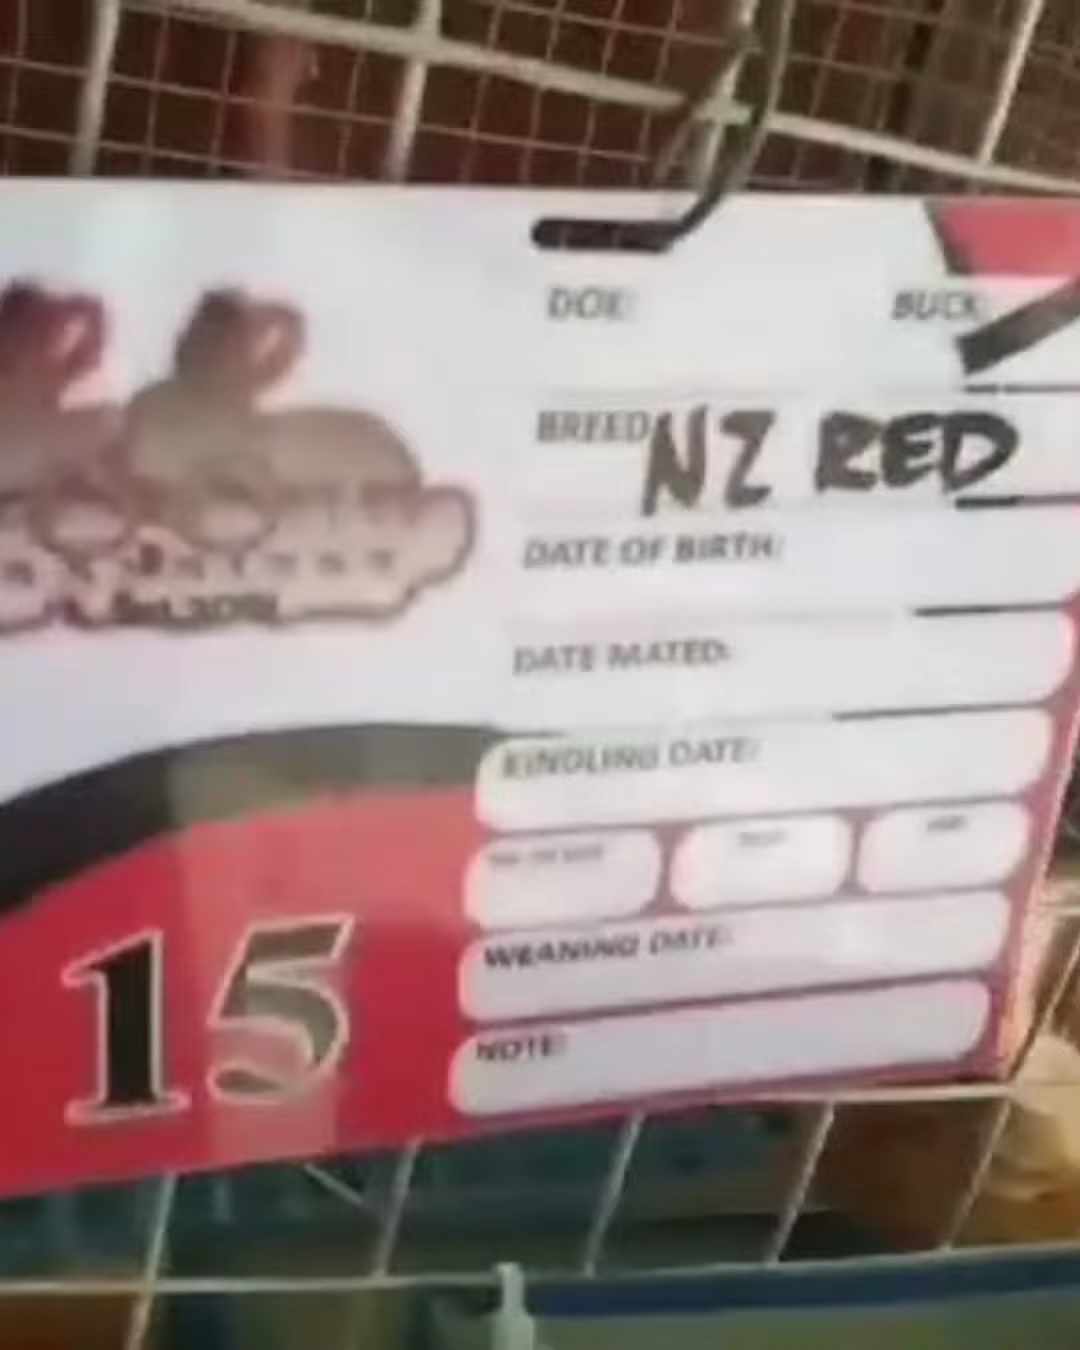 DOE: BUCK:
BREED NZ RED
DATE OF BIRTH:
DATE MATED:
KINDLING DATE:
WEANING DATE:
NOTE:
15